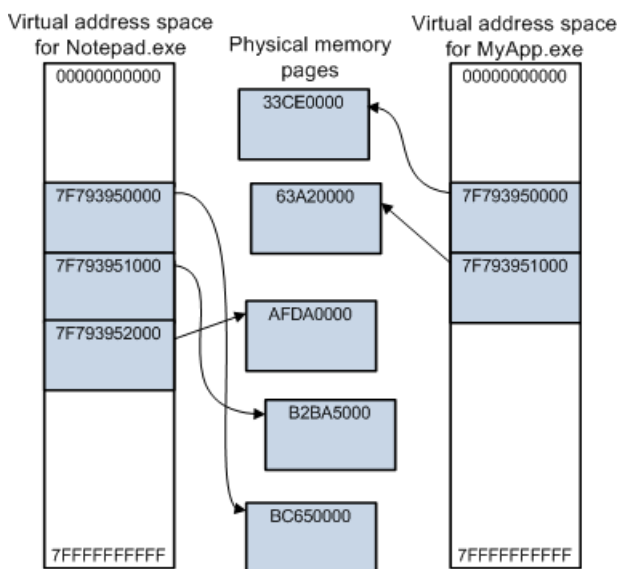 Virtual address space
for Notepad.exe
00000000000
7F793950000
7F793951000
7F793952000
7FFFFFFFFFF
Physical memory
pages
33CE0000
63A20000
AFDA0000
B2BA5000
BC650000
Virtual address space
for MyApp.exe
00000000000
7F793950000
7F793951000
7FFFFFFFFFF